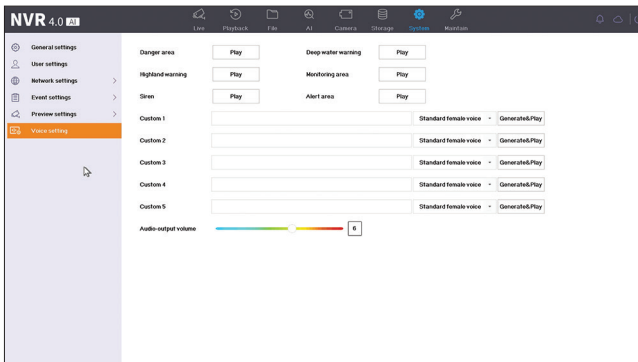 NVR 4.0 AI
Live Playback File AI Camera Storage System Maintain
General settings
User settings
Network settings
Event settings
Preview settings
Voice setting
Danger area Play Deep water warning Play
Highland warning Play Monitoring area Play
Siren Play Alert area Play
Custom 1 Standard female voice Generate&Play
Custom 2 Standard female voice Generate&Play
Custom 3 Standard female voice Generate&Play
Custom 4 Standard female voice Generate&Play
Custom 5 Standard female voice Generate&Play
Audio-output volume 6